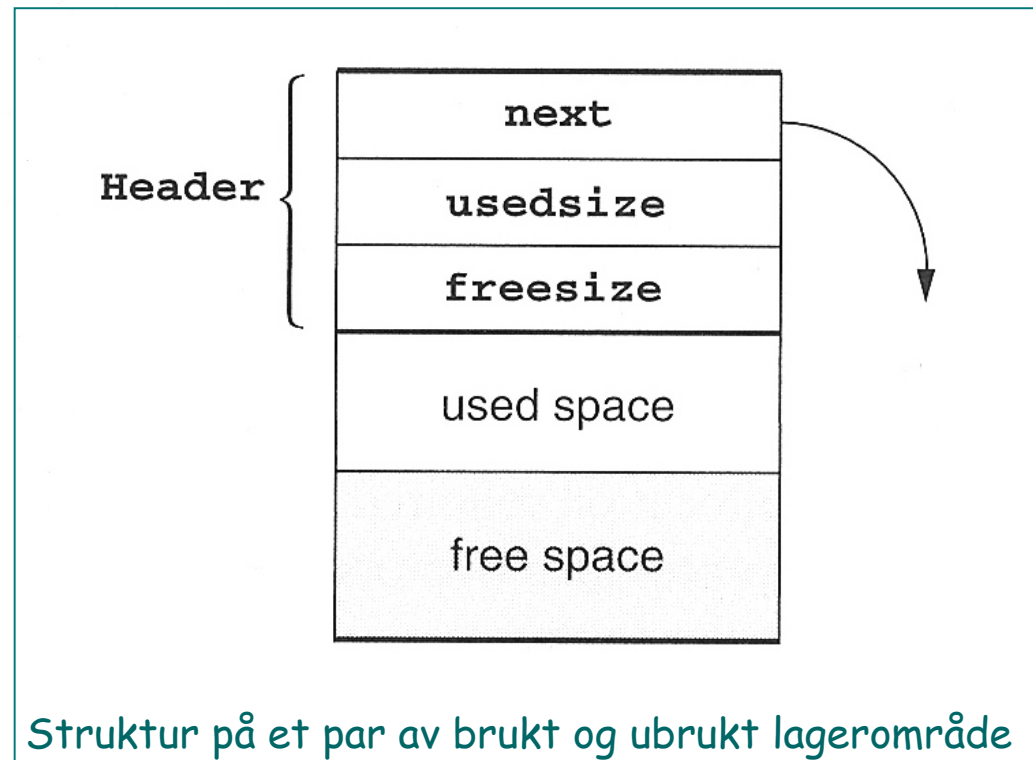 next
Header
usedsize
freesize
used space
free space
Struktur på et par av brukt og ubrukt lagerområde